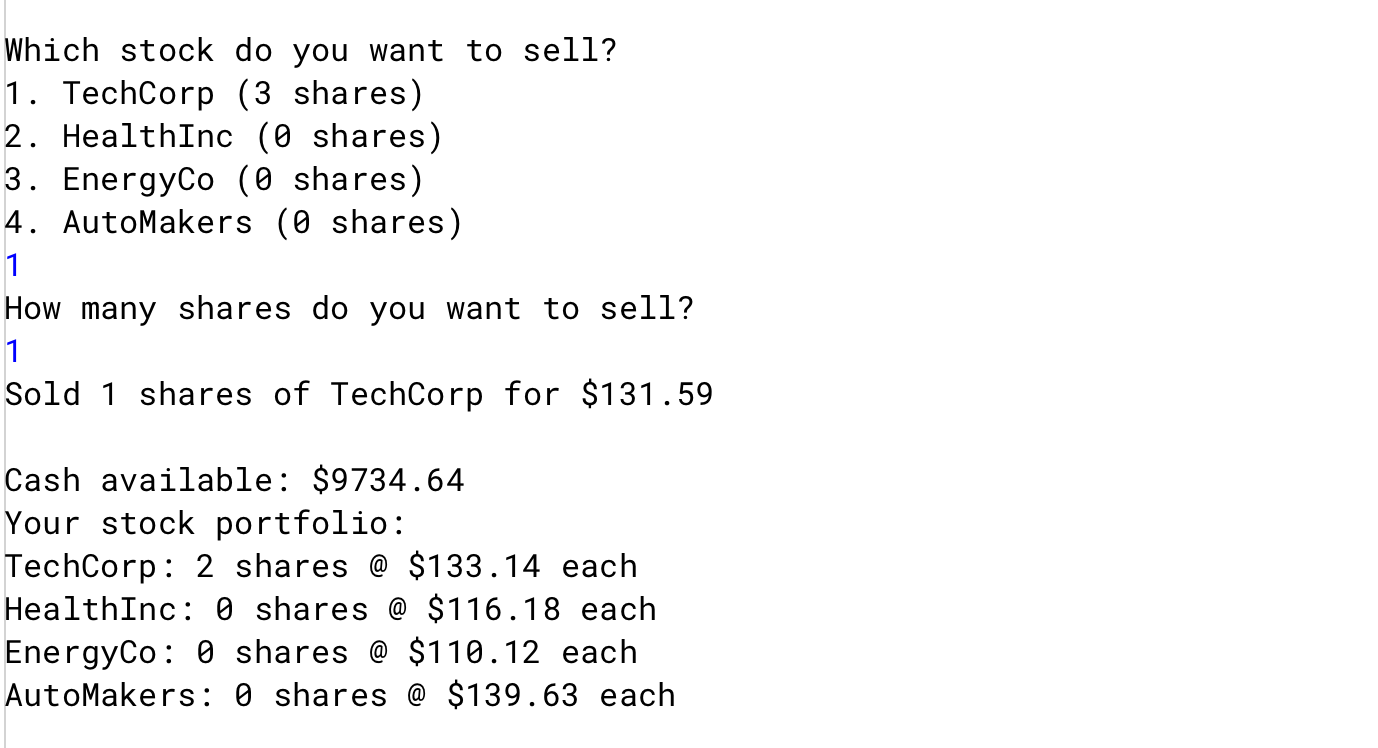 Which stock do you want to sell?
1. TechCorp (3 shares)
2. HealthInc (0 shares)
3. EnergyCo (0 shares)
4. AutoMakers (0 shares)
1
How many shares do you want to sell?
1
Sold 1 shares of TechCorp for $131.59
Cash available: $9734.64
Your stock portfolio:
TechCorp: 2 shares @ $133.14 each
HealthInc: 0 shares @ $116.18 each
EnergyCo: 0 shares @ $110.12 each
AutoMakers: 0 shares @ $139.63 each